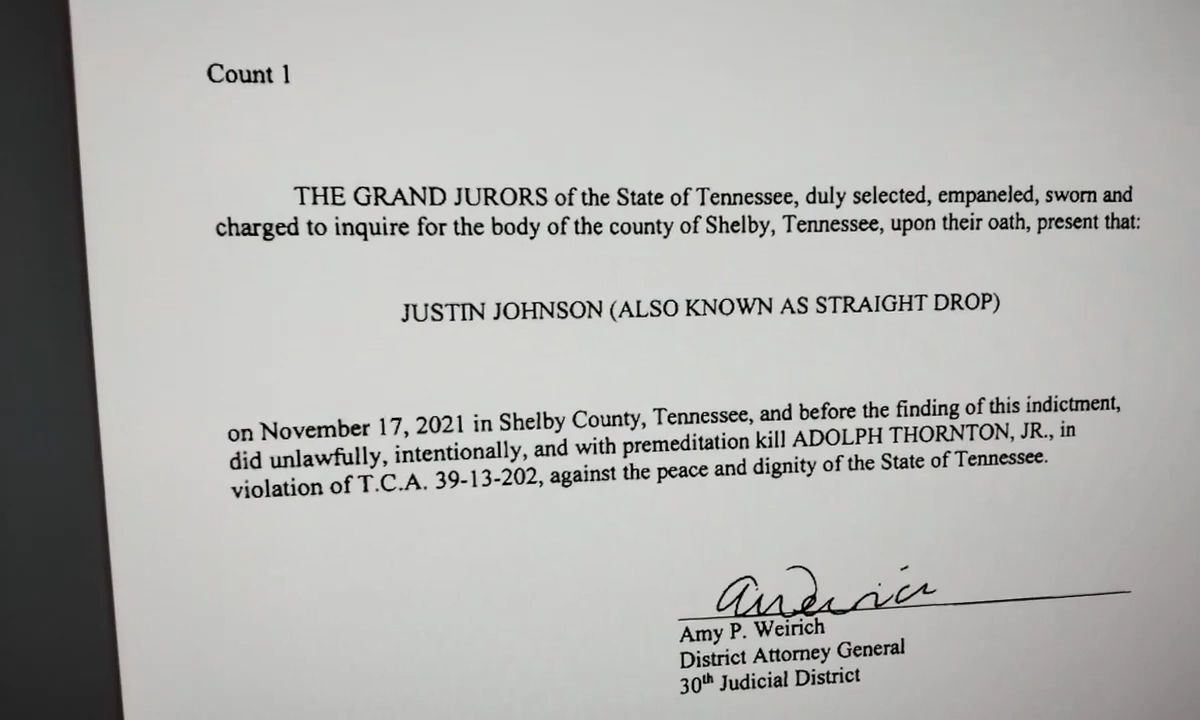 Count 1
THE GRAND JURORS of the State of Tennessee, duly selected, empaneled, sworn and
charged to inquire for the body of the county of Shelby, Tennessee, upon their oath, present that:
JUSTIN JOHNSON (ALSO KNOWN AS STRAIGHT DROP)
on November 17, 2021 in Shelby County, Tennessee, and before the finding of this indictment,
did unlawfully, intentionally, and with premeditation kill ADOLPH THORNTON, JR., in
violation of T.C.A. 39-13-202, against the peace and dignity of the State of Tennessee.
Amy P. Weirich
District Attorney General
30th Judicial District